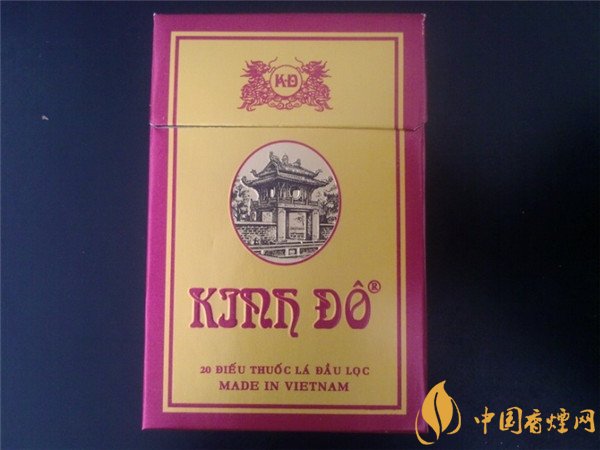 K·D
KINH ĐÔ®
20 ĐIẾU THUỐC LÁ ĐẦU LỌC
MADE IN VIETNAM
中国香烟网